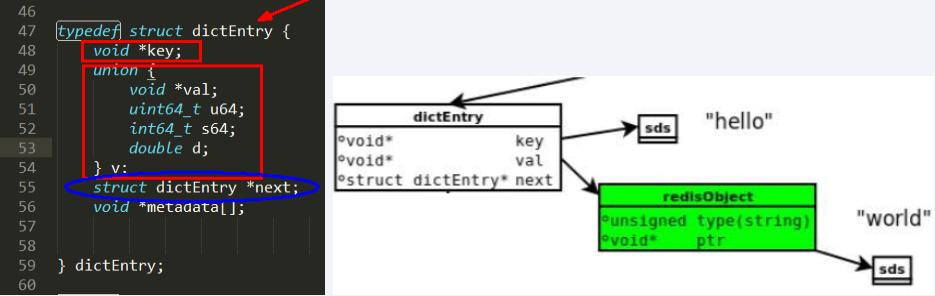 46
47 typedef struct dictEntry {
48 void *key;
49 union {
50 void *val;
51 uint64_t u64;
52 int64_t s64;
53 double d;
54 } v;
55 struct dictEntry *next;
56 void *metadata[];
57
58
59 } dictEntry;
60
dictEntry
void* key
void* val
struct dictEntry* next
sds
"hello"
redisObject
unsigned type(string)
void* ptr
"world"
sds